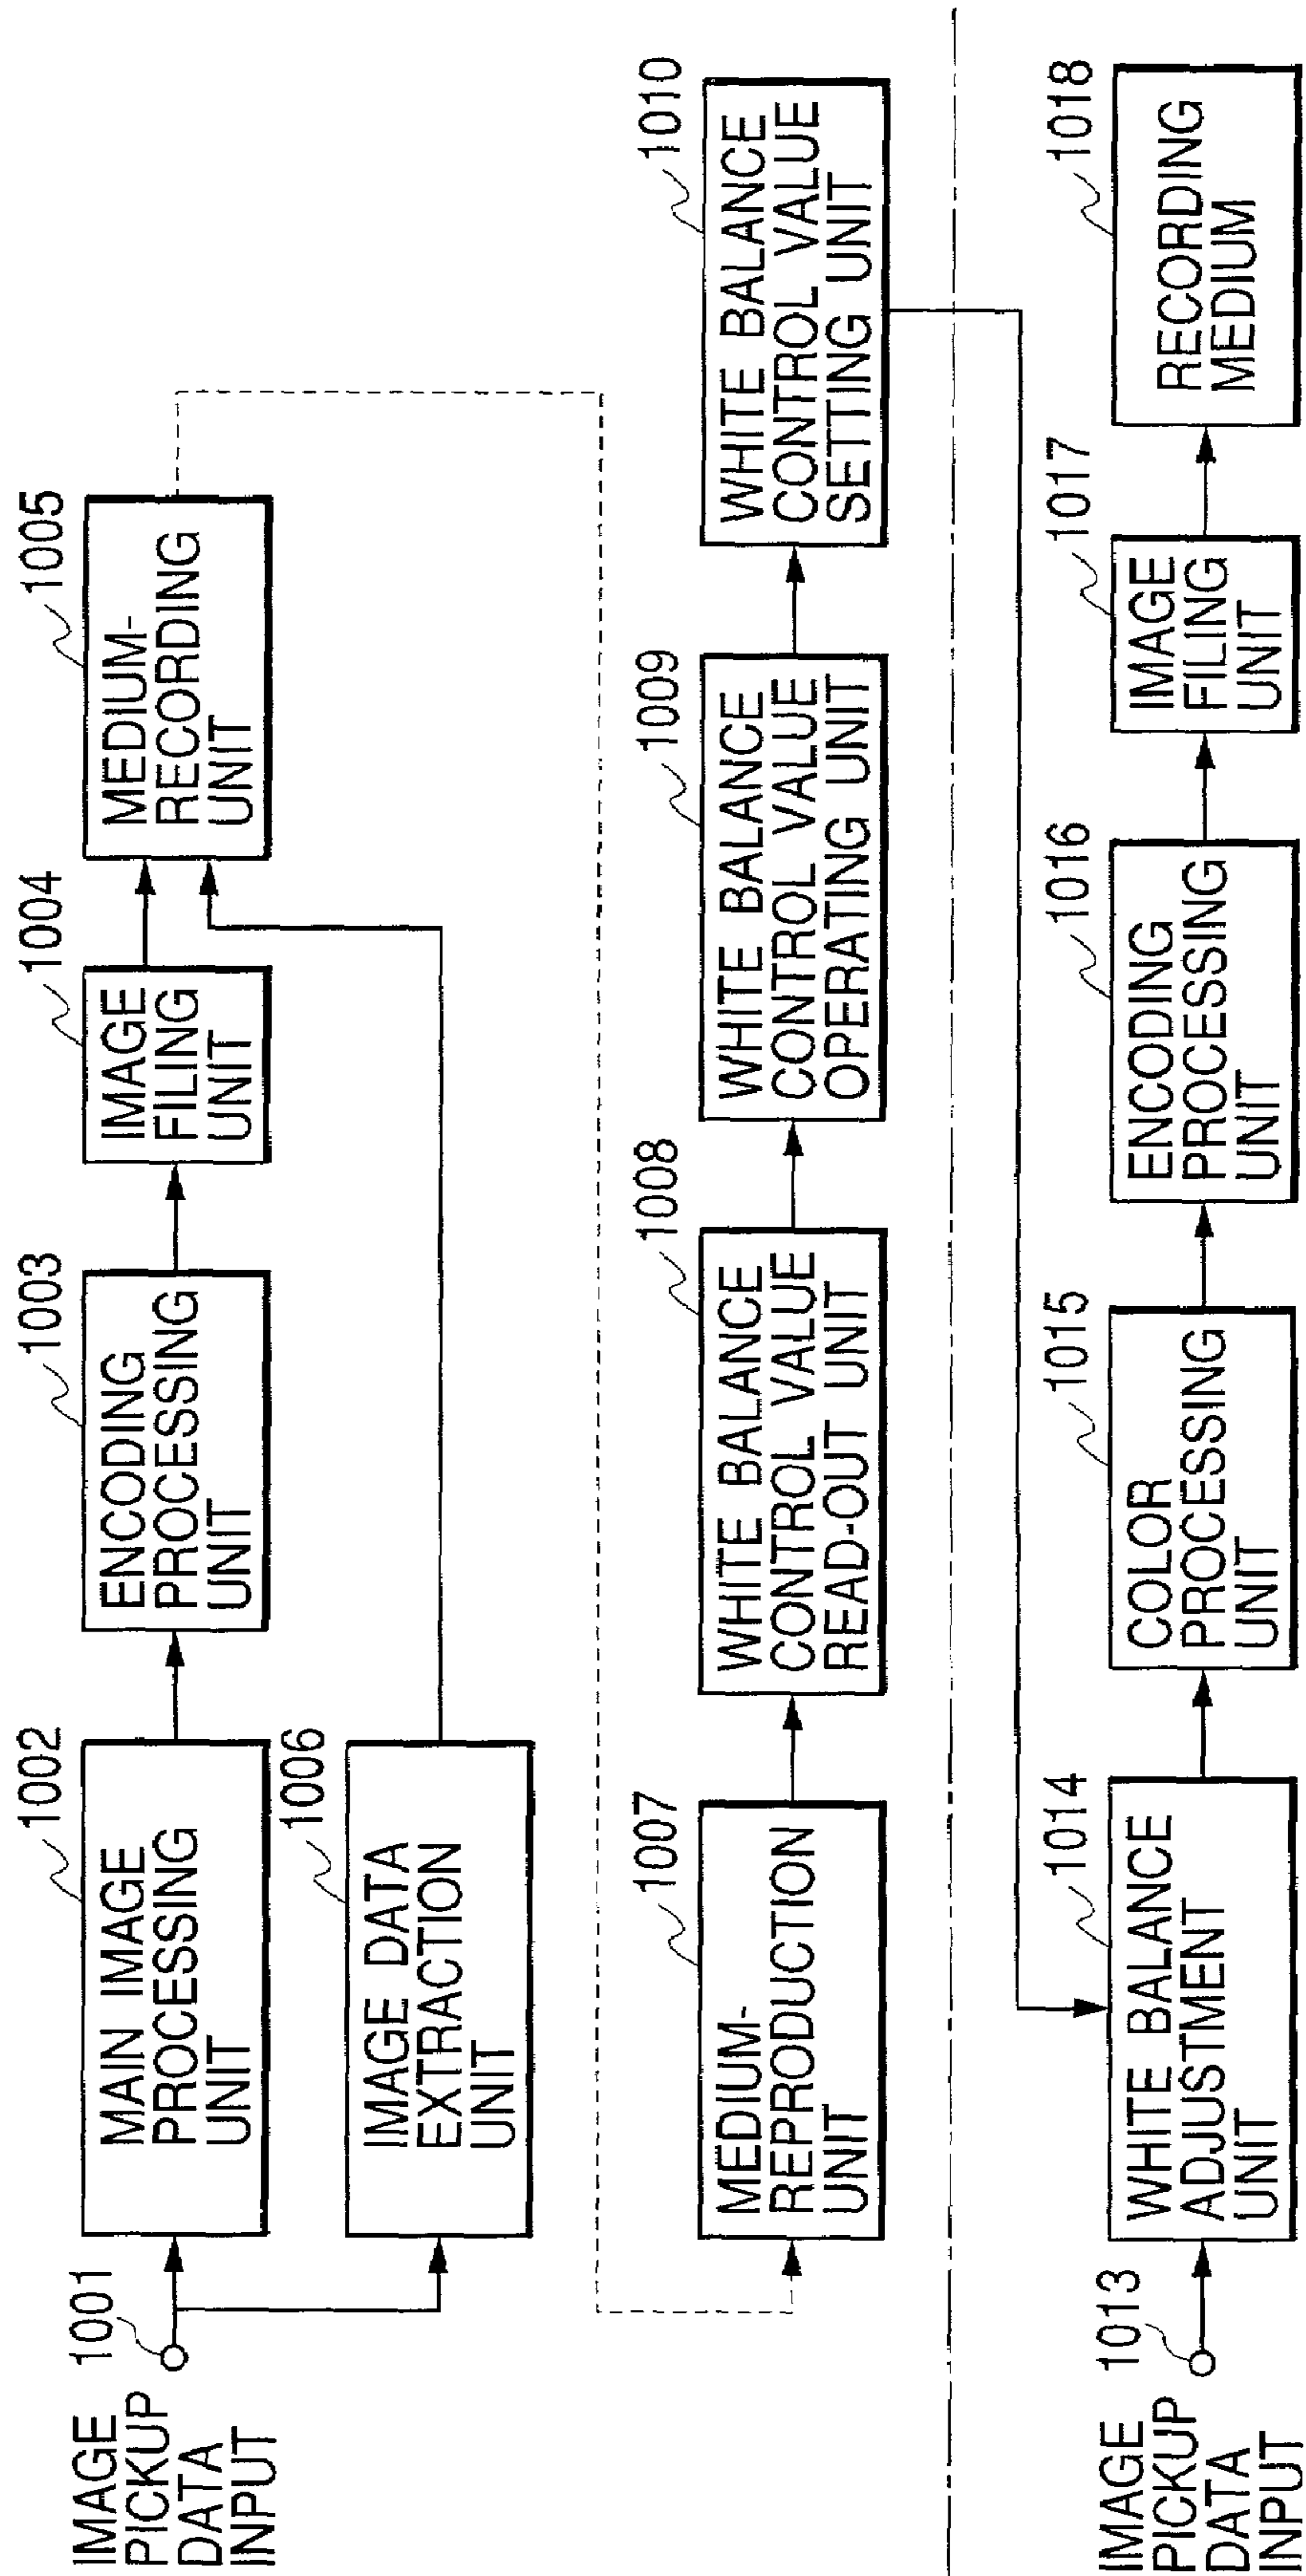 IMAGE
PICKUP
DATA
INPUT
1001
1002
MAIN IMAGE
PROCESSING
UNIT
1003
ENCODING
PROCESSING
UNIT
1004
IMAGE
FILING
UNIT
1005
MEDIUM-
RECORDING
UNIT
1006
IMAGE DATA
EXTRACTION
UNIT
1007
MEDIUM-
REPRODUCTION
UNIT
1008
WHITE BALANCE
CONTROL VALUE
READ-OUT UNIT
1009
WHITE BALANCE
CONTROL VALUE
OPERATING UNIT
1010
WHITE BALANCE
CONTROL VALUE
SETTING UNIT
IMAGE
PICKUP
DATA
INPUT
1013
1014
WHITE BALANCE
ADJUSTMENT
UNIT
1015
COLOR
PROCESSING
UNIT
1016
ENCODING
PROCESSING
UNIT
1017
IMAGE
FILING
UNIT
1018
RECORDING
MEDIUM